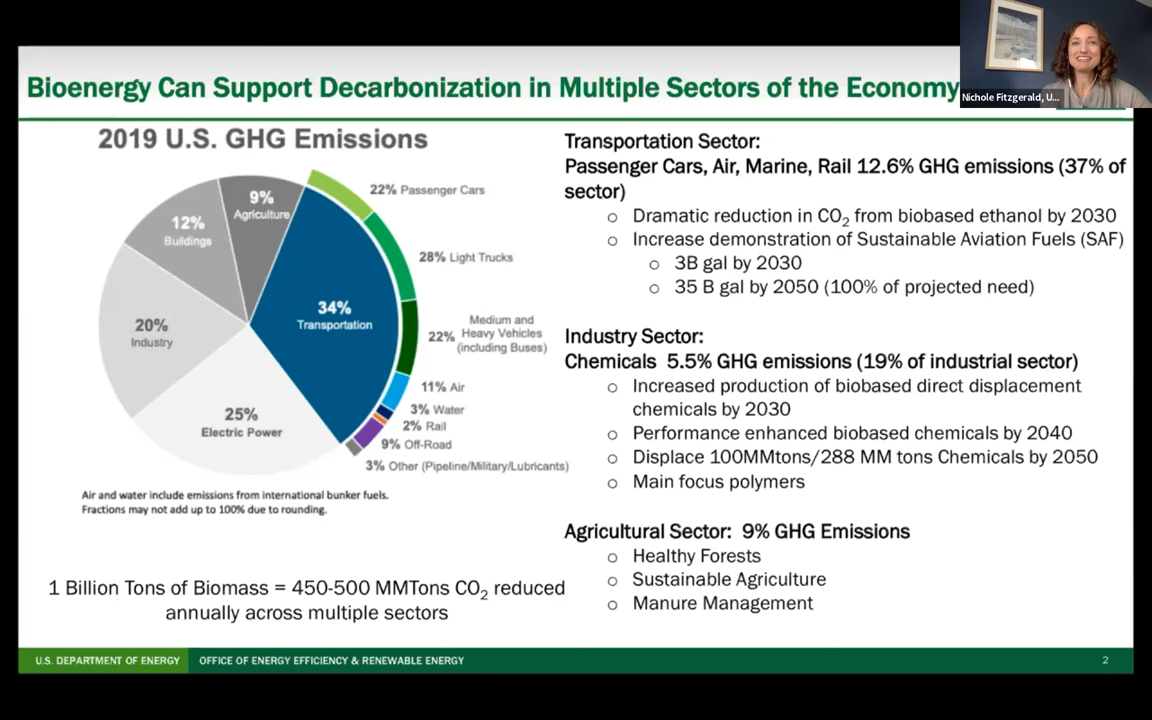 Bioenergy Can Support Decarbonization in Multiple Sectors of the Economy
Nichole Fitzgerald, U...
2019 U.S. GHG Emissions
9%
Agriculture
12%
Buildings
20%
Industry
25%
Electric Power
34%
Transportation
22% Passenger Cars
28% Light Trucks
22% Medium and
Heavy Vehicles
(including Buses)
11% Air
3% Water
2% Rail
9% Off-Road
3% Other (Pipeline/Military/Lubricants)
Air and water include emissions from international bunker fuels.
Fractions may not add up to 100% due to rounding.
1 Billion Tons of Biomass = 450-500 MMTons CO2 reduced
annually across multiple sectors
Transportation Sector:
Passenger Cars, Air, Marine, Rail 12.6% GHG emissions (37% of
sector)
○ Dramatic reduction in CO2 from biobased ethanol by 2030
○ Increase demonstration of Sustainable Aviation Fuels (SAF)
○ 3B gal by 2030
○ 35 B gal by 2050 (100% of projected need)
Industry Sector:
Chemicals 5.5% GHG emissions (19% of industrial sector)
○ Increased production of biobased direct displacement
chemicals by 2030
○ Performance enhanced biobased chemicals by 2040
○ Displace 100MMtons/288 MM tons Chemicals by 2050
○ Main focus polymers
Agricultural Sector: 9% GHG Emissions
○ Healthy Forests
○ Sustainable Agriculture
○ Manure Management
U.S. DEPARTMENT OF ENERGY OFFICE OF ENERGY EFFICIENCY & RENEWABLE ENERGY 2